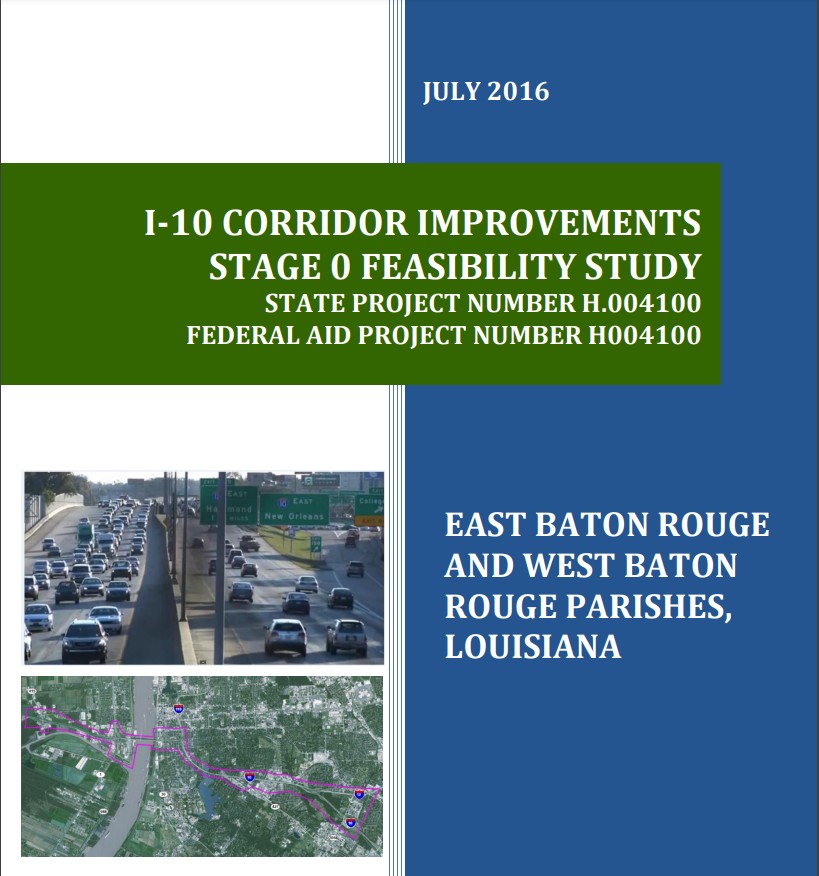 JULY 2016
I-10 CORRIDOR IMPROVEMENTS
STAGE 0 FEASIBILITY STUDY
STATE PROJECT NUMBER H.004100
FEDERAL AID PROJECT NUMBER H004100
EAST BATON ROUGE
AND WEST BATON
ROUGE PARISHES,
LOUISIANA
EAST
EAST
New Orleans